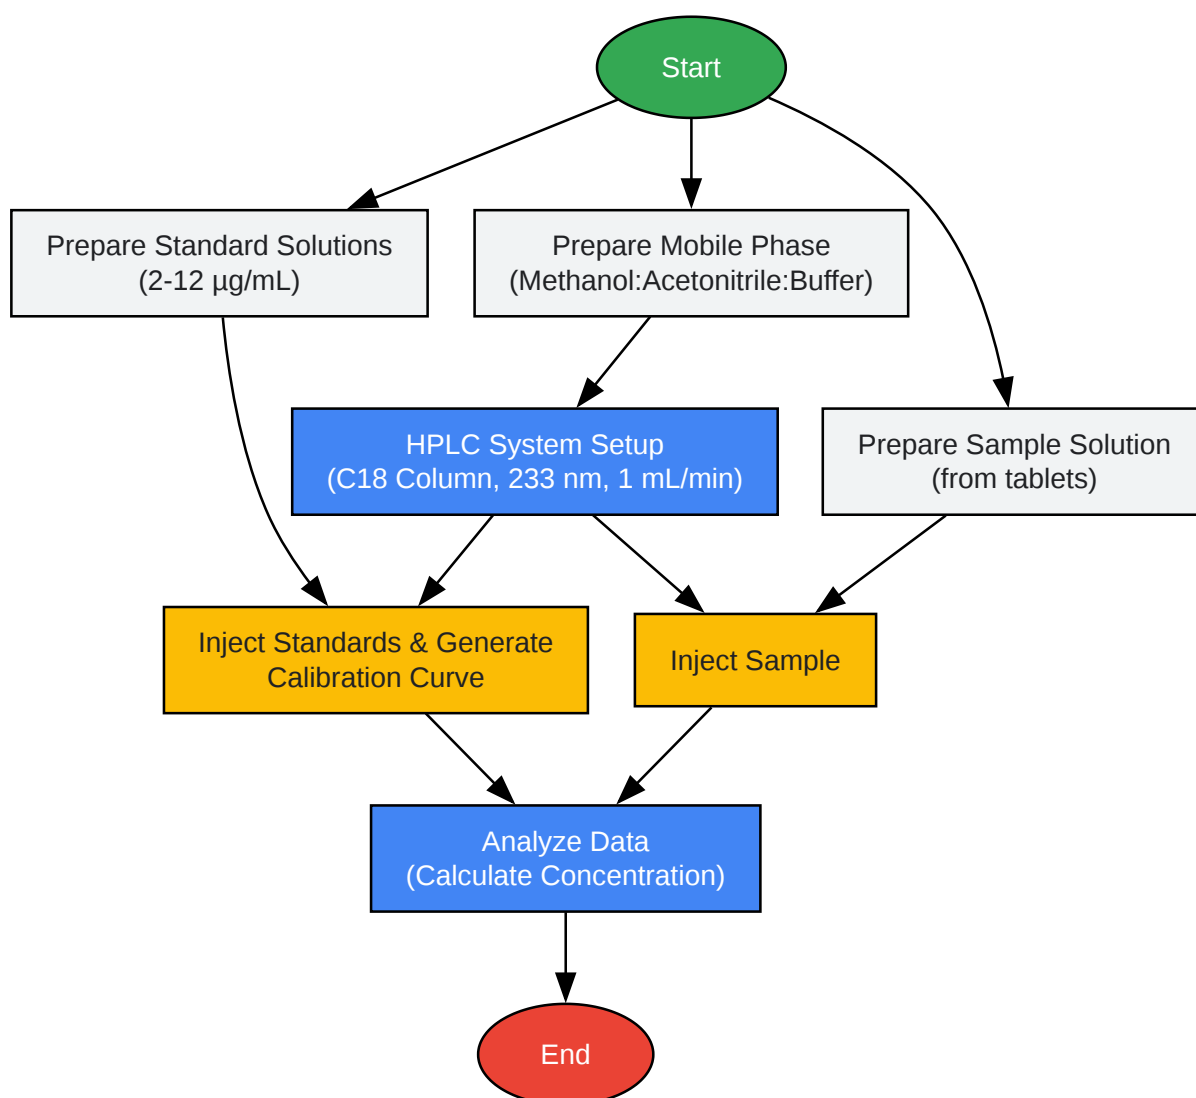 Start
Prepare Standard Solutions
(2-12 µg/mL)
Prepare Mobile Phase
(Methanol:Acetonitrile:Buffer)
HPLC System Setup
(C18 Column, 233 nm, 1 mL/min)
Prepare Sample Solution
(from tablets)
Inject Standards & Generate
Calibration Curve
Inject Sample
Analyze Data
(Calculate Concentration)
End